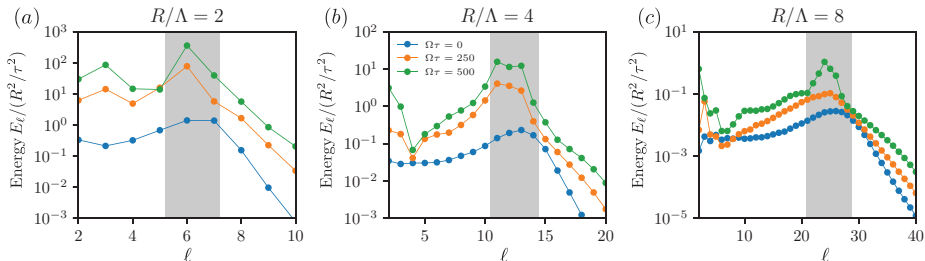 (a) R/Λ = 2
Energy Eℓ/(R²/τ²)
10³
10²
10¹
10⁰
10⁻¹
10⁻²
10⁻³
2 4 6 8 10
ℓ
(b) R/Λ = 4
Energy Eℓ/(R²/τ²)
10²
10¹
10⁰
10⁻¹
10⁻²
10⁻³
Ωτ = 0
Ωτ = 250
Ωτ = 500
5 10 15 20
ℓ
(c) R/Λ = 8
Energy Eℓ/(R²/τ²)
10¹
10⁻¹
10⁻³
10⁻⁵
10 20 30 40
ℓ